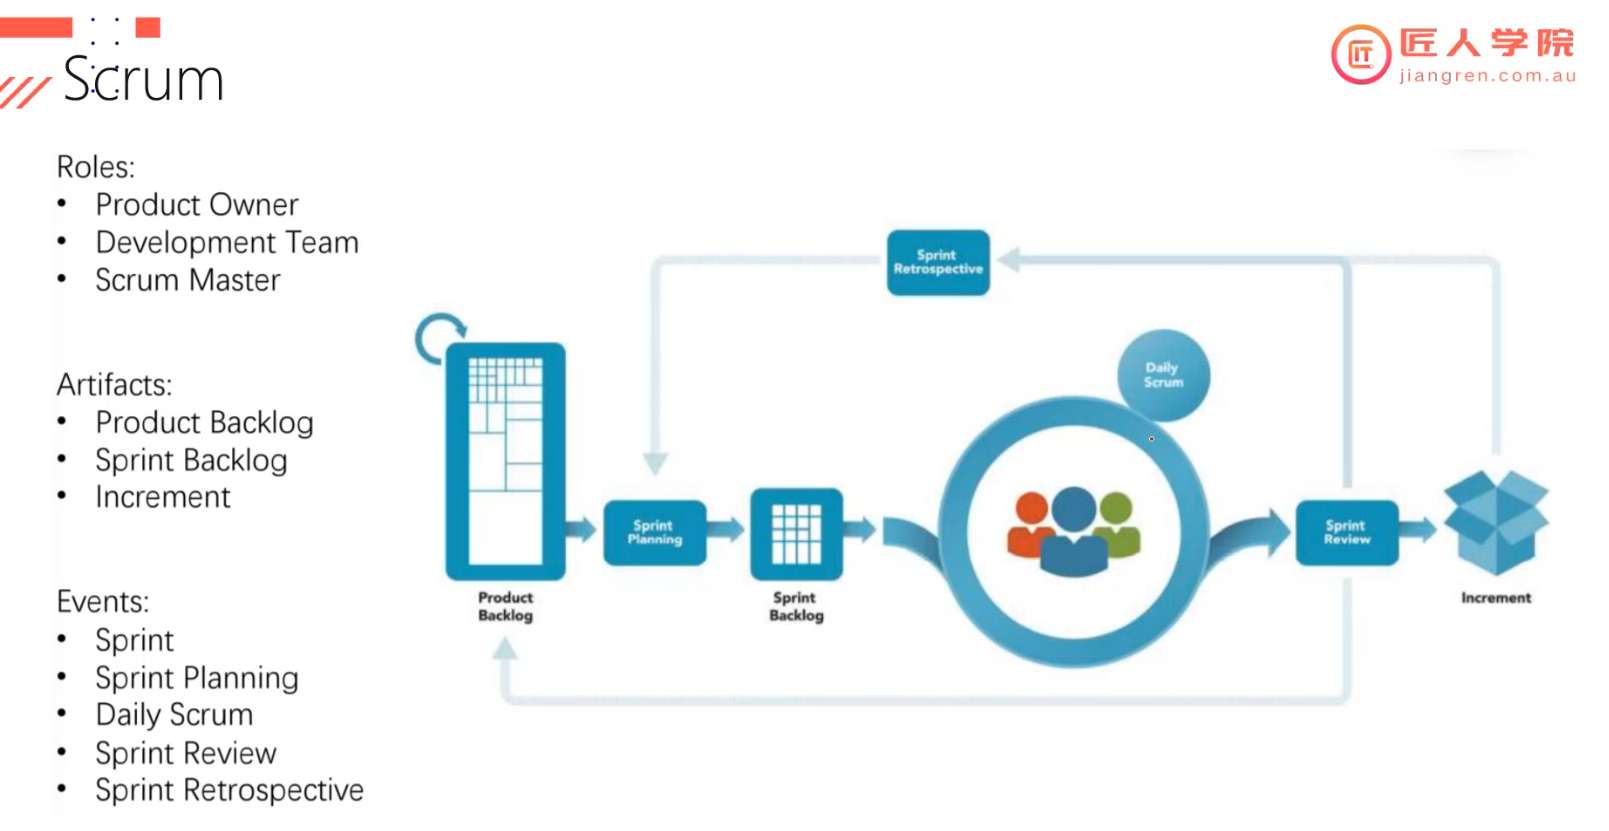 Scrum
匠人学院
jiangren.com.au
Roles:
• Product Owner
• Development Team
• Scrum Master
Artifacts:
• Product Backlog
• Sprint Backlog
• Increment
Events:
• Sprint
• Sprint Planning
• Daily Scrum
• Sprint Review
• Sprint Retrospective
Sprint
Retrospective
Daily
Scrum
Sprint
Planning
Sprint
Review
Product
Backlog
Sprint
Backlog
Increment
IT